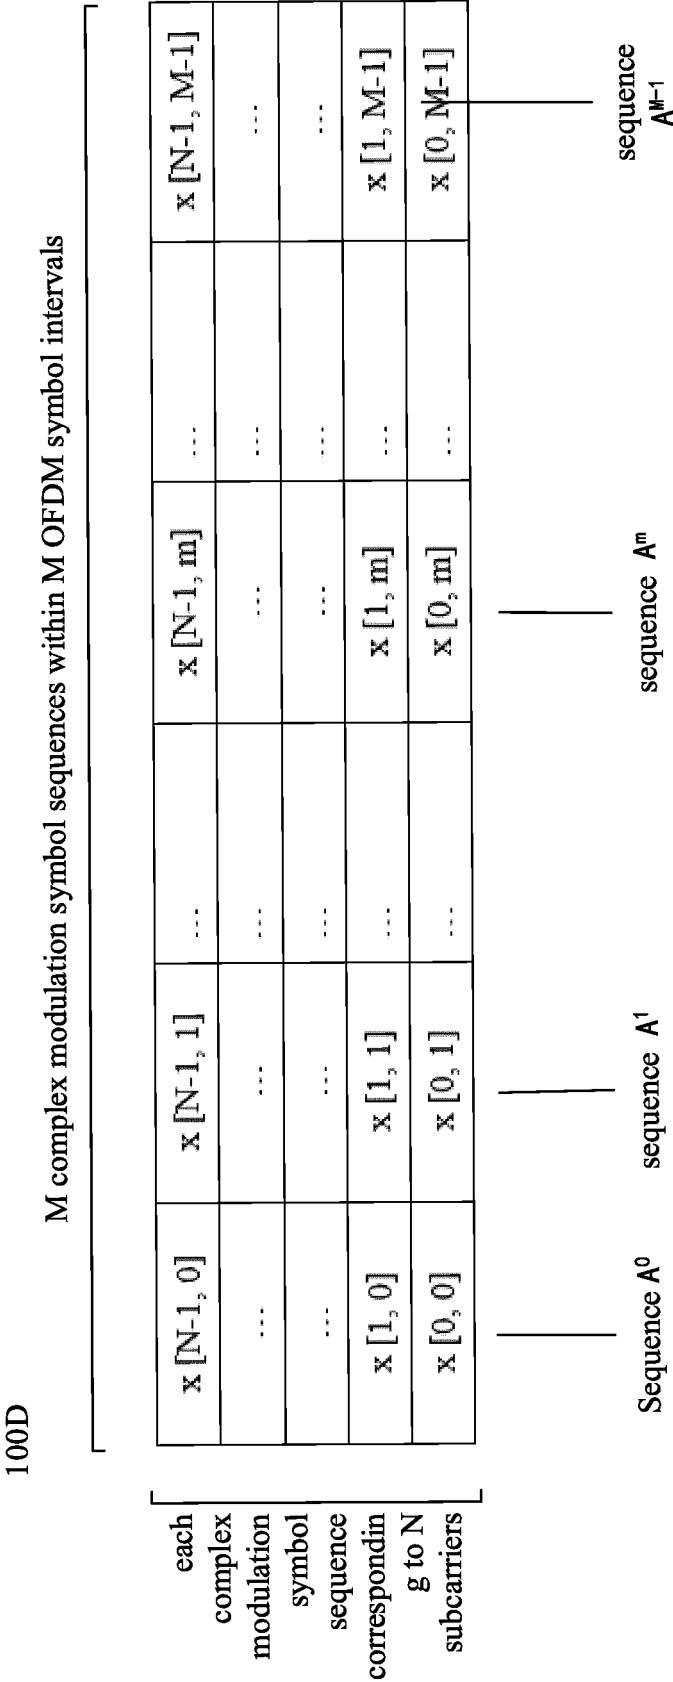 100D
M complex modulation symbol sequences within M OFDM symbol intervals
each
complex
modulation
symbol
sequence
correspondin
g to N
subcarriers
x [N-1, 0] x [N-1, 1] ... x [N-1, m] ... x [N-1, M-1]
... ... ... ... ... ...
... ... ... ... ... ...
x [1, 0] x [1, 1] ... x [1, m] ... x [1, M-1]
x [0, 0] x [0, 1] ... x [0, m] ... x [0, M-1]
Sequence A⁰ sequence A¹ sequence Aᵐ sequence
Aᴹ⁻¹